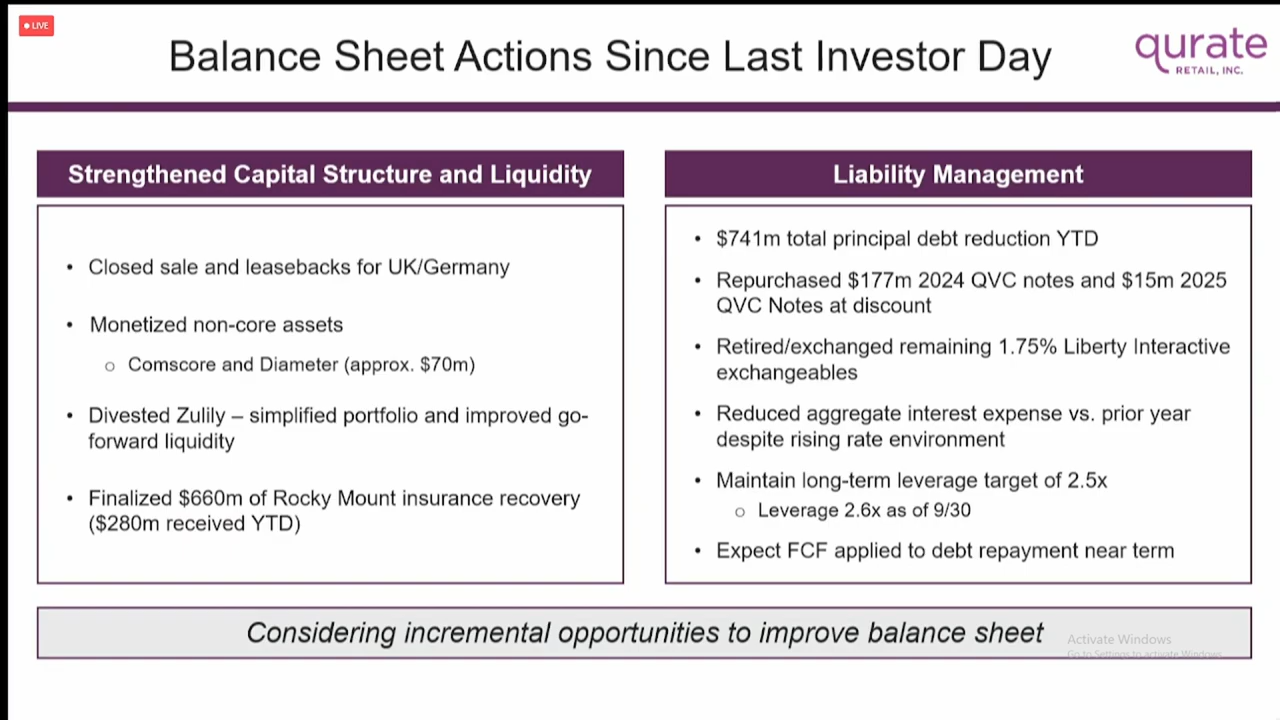 LIVE
Balance Sheet Actions Since Last Investor Day
qurate
RETAIL, INC.
Strengthened Capital Structure and Liquidity
• Closed sale and leasebacks for UK/Germany
• Monetized non-core assets
o Comscore and Diameter (approx. $70m)
• Divested Zulily – simplified portfolio and improved go-
forward liquidity
• Finalized $660m of Rocky Mount insurance recovery
($280m received YTD)
Liability Management
• $741m total principal debt reduction YTD
• Repurchased $177m 2024 QVC notes and $15m 2025
QVC Notes at discount
• Retired/exchanged remaining 1.75% Liberty Interactive
exchangeables
• Reduced aggregate interest expense vs. prior year
despite rising rate environment
• Maintain long-term leverage target of 2.5x
o Leverage 2.6x as of 9/30
• Expect FCF applied to debt repayment near term
Considering incremental opportunities to improve balance sheet
Activate Windows
Go to Settings to activate Windows.